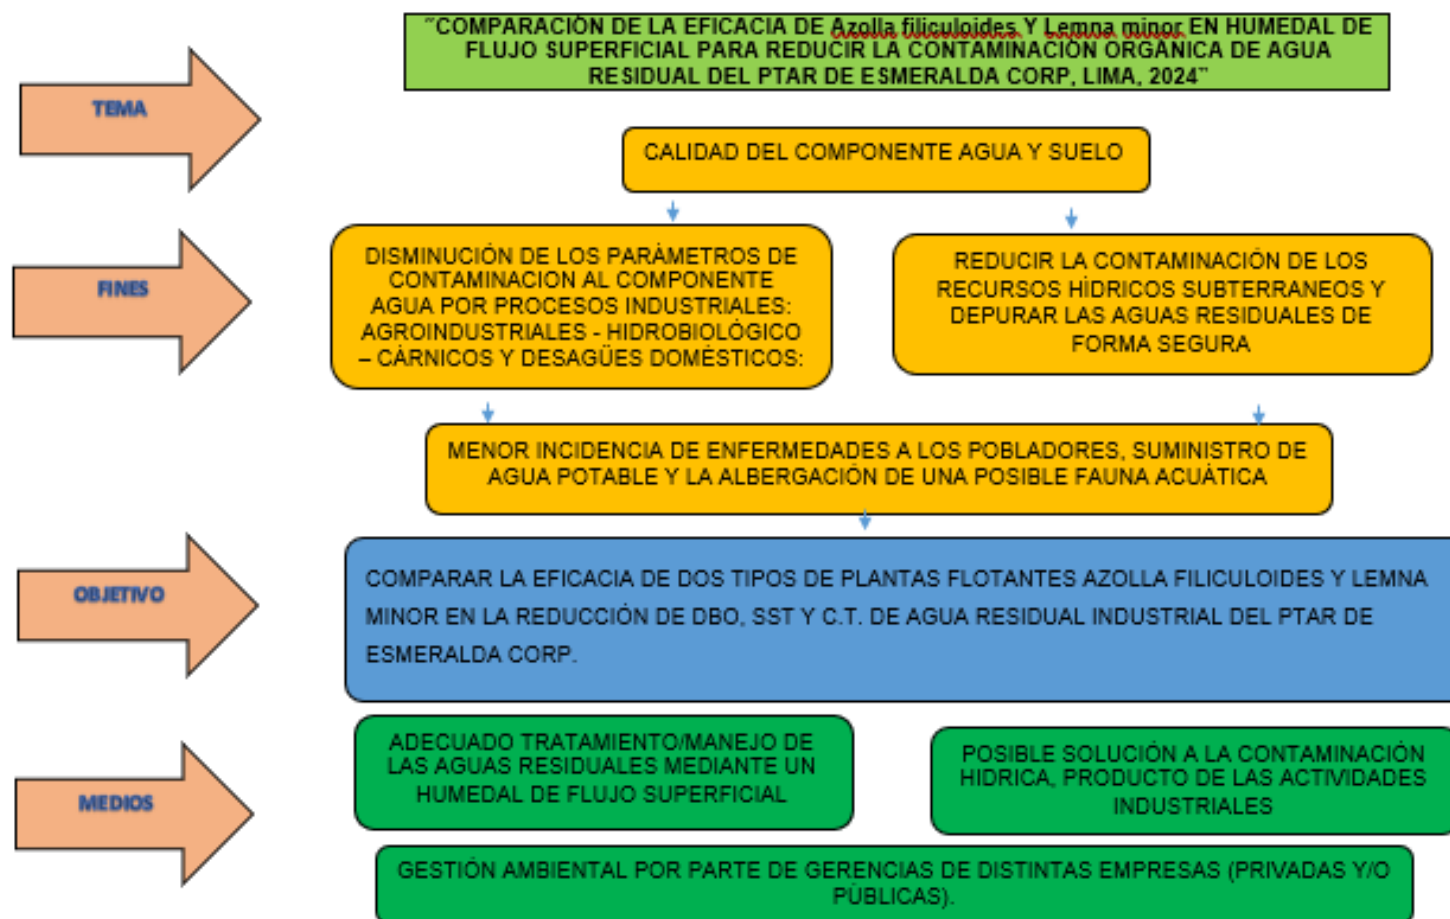 "COMPARACIÓN DE LA EFICACIA DE Azolla filiculoides Y Lemna minor EN HUMEDAL DE
FLUJO SUPERFICIAL PARA REDUCIR LA CONTAMINACIÓN ORGÁNICA DE AGUA
RESIDUAL DEL PTAR DE ESMERALDA CORP, LIMA, 2024"
TEMA
CALIDAD DEL COMPONENTE AGUA Y SUELO
FINES
DISMINUCIÓN DE LOS PARÁMETROS DE
CONTAMINACION AL COMPONENTE
AGUA POR PROCESOS INDUSTRIALES:
AGROINDUSTRIALES - HIDROBIOLÓGICO
– CÁRNICOS Y DESAGÜES DOMÉSTICOS:
REDUCIR LA CONTAMINACIÓN DE LOS
RECURSOS HÍDRICOS SUBTERRANEOS Y
DEPURAR LAS AGUAS RESIDUALES DE
FORMA SEGURA
MENOR INCIDENCIA DE ENFERMEDADES A LOS POBLADORES, SUMINISTRO DE
AGUA POTABLE Y LA ALBERGACIÓN DE UNA POSIBLE FAUNA ACUÁTICA
OBJETIVO
COMPARAR LA EFICACIA DE DOS TIPOS DE PLANTAS FLOTANTES AZOLLA FILICULOIDES Y LEMNA
MINOR EN LA REDUCCIÓN DE DBO, SST Y C.T. DE AGUA RESIDUAL INDUSTRIAL DEL PTAR DE
ESMERALDA CORP.
MEDIOS
ADECUADO TRATAMIENTO/MANEJO DE
LAS AGUAS RESIDUALES MEDIANTE UN
HUMEDAL DE FLUJO SUPERFICIAL
POSIBLE SOLUCIÓN A LA CONTAMINACIÓN
HIDRICA, PRODUCTO DE LAS ACTIVIDADES
INDUSTRIALES
GESTIÓN AMBIENTAL POR PARTE DE GERENCIAS DE DISTINTAS EMPRESAS (PRIVADAS Y/O
PÚBLICAS).